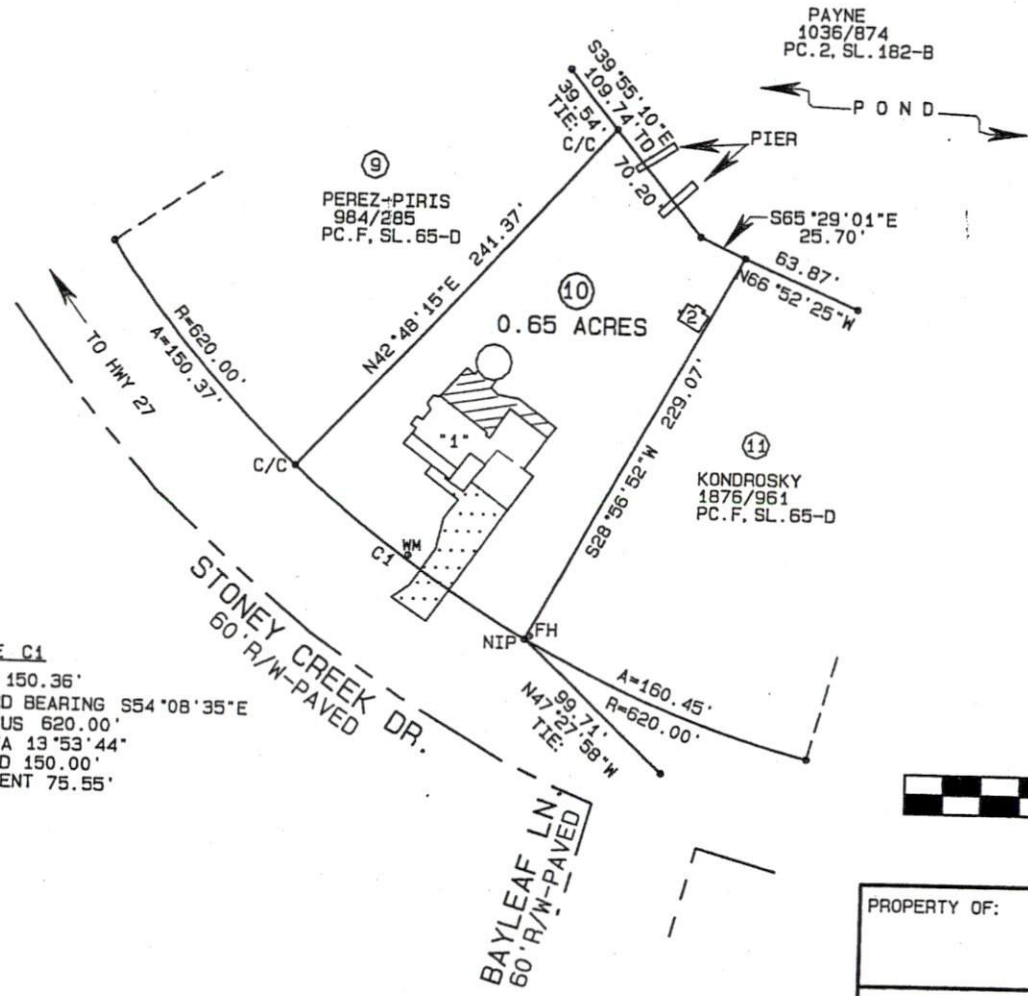 PAYNE
1036/874
PC.2, SL.182-B
POND
PIER
S39°55'10"E
109.74' TO
39.54'
TIE:
C/C
70.20'
S65°29'01"E
25.70'
63.87'
N66°52'25"W
9
PEREZ-PIRIS
984/285
PC.F, SL.65-D
N42°48'15"E 241.37'
10
0.65 ACRES
2
"1"
R=620.00'
A=150.37'
TO HWY 27
C/C
S28°56'52"W 229.07'
11
KONDROSKY
1876/961
PC.F, SL.65-D
WM
C1
NIP
FH
STONEY CREEK DR.
60'R/W-PAVED
E C1
150.36'
D BEARING S54°08'35"E
US 620.00'
A 13°53'44"
D 150.00'
ENT 75.55'
A=160.45'
R=620.00'
99.71'
N47°27'58"W
TIE:
BAYLEAF LN.
60'R/W-PAVED
PROPERTY OF: